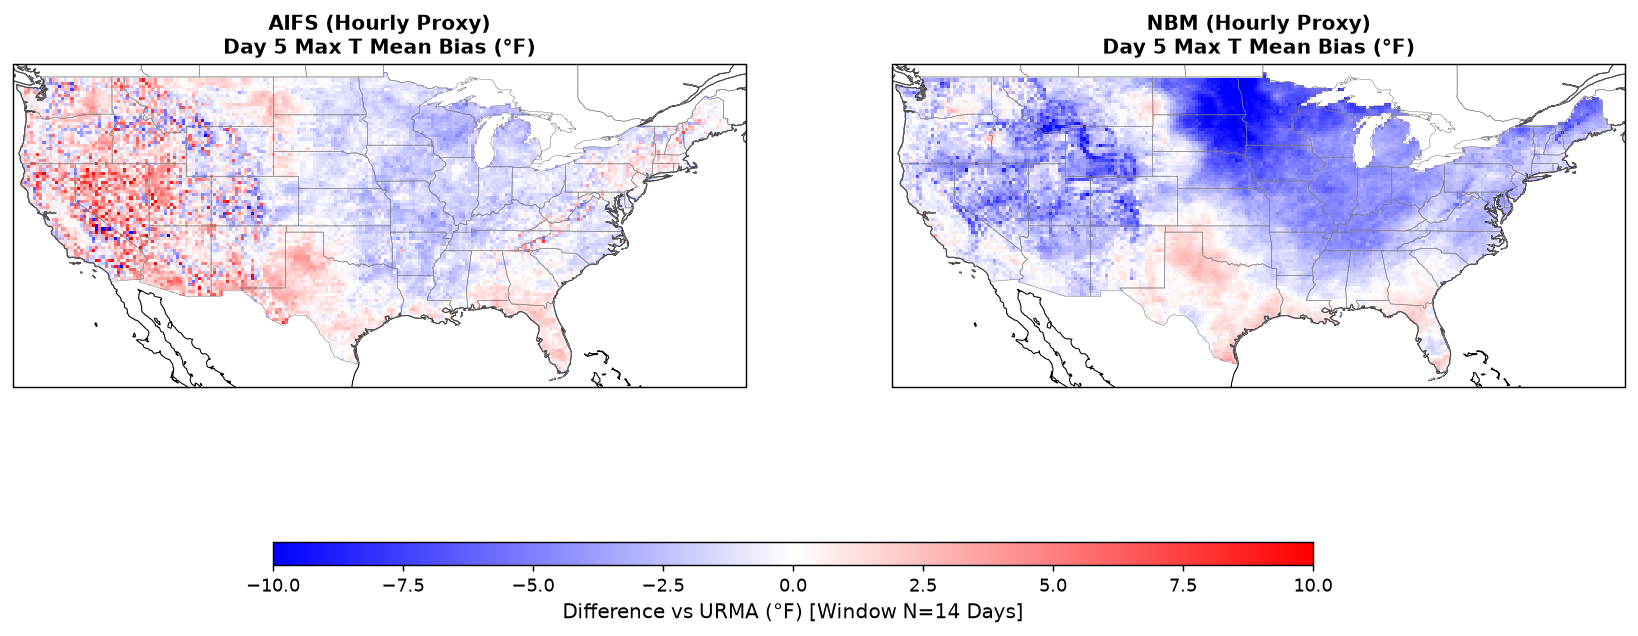 AIFS (Hourly Proxy)
Day 5 Max T Mean Bias (°F)
NBM (Hourly Proxy)
Day 5 Max T Mean Bias (°F)
−10.0 −7.5 −5.0 −2.5 0.0 2.5 5.0 7.5 10.0
Difference vs URMA (°F) [Window N=14 Days]